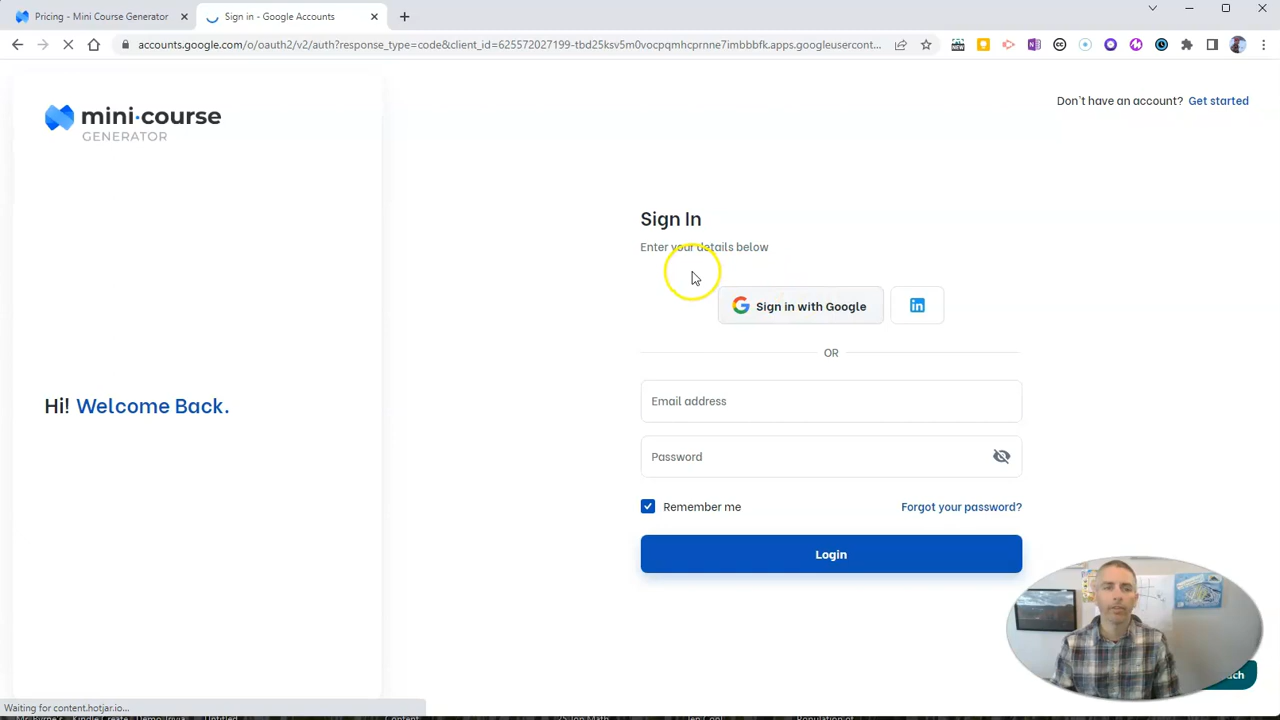 Pricing - Mini Course Generator
Sign in - Google Accounts
accounts.google.com/o/oauth2/v2/auth?response_type=code&client_id=625572027199-tbd25ksv5m0vocpqmhcprnne7imbbbfk.apps.googleusercont...
mini·course
GENERATOR
Don't have an account? Get started
Sign In
Enter your details below
Sign in with Google
in
OR
Email address
Hi! Welcome Back.
Password
Remember me
Forgot your password?
Login
Waiting for content.hotjar.io...